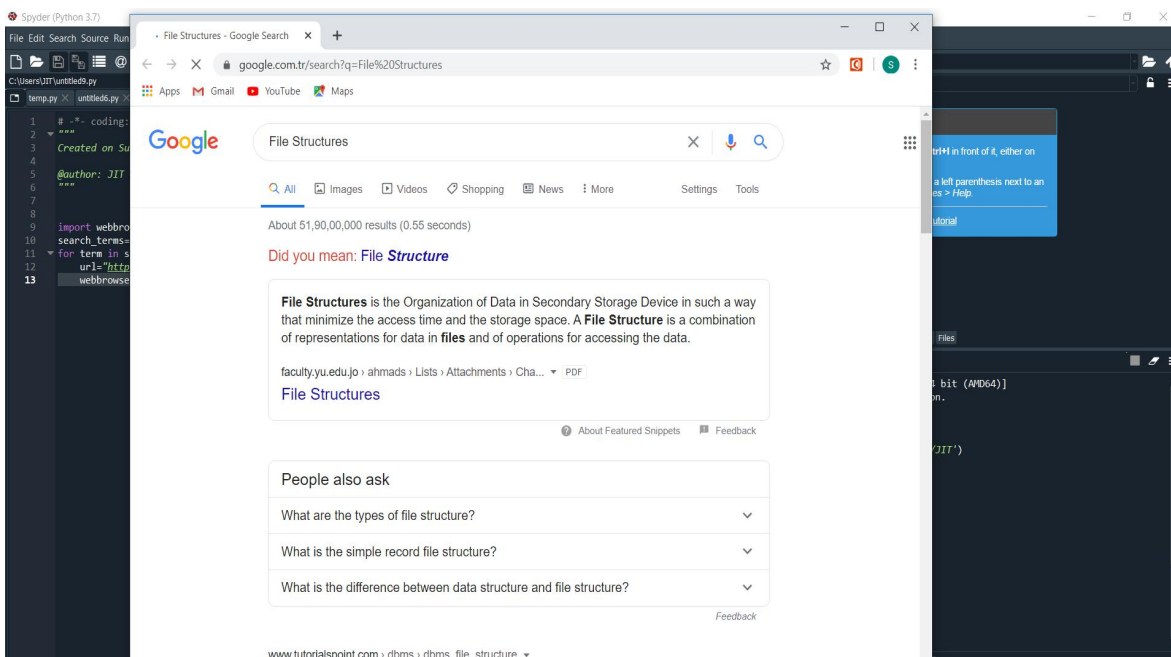 Spyder (Python 3.7)
File Edit Search Source Run
C:\Users\JIT\untitled9.py
temp.py
untitled6.py
1 # -*- coding:
2 """
3 Created on Su
4
5 @author: JIT
6 """
7
8
9 import webbro
10 search_terms=
11 for term in s
12 url="http
13 webbrowse
File Structures - Google Search
google.com.tr/search?q=File%20Structures
S
Apps Gmail YouTube Maps
Google
File Structures
All Images Videos Shopping News More Settings Tools
About 51,90,00,000 results (0.55 seconds)
Did you mean: File Structure
File Structures is the Organization of Data in Secondary Storage Device in such a way
that minimize the access time and the storage space. A File Structure is a combination
of representations for data in files and of operations for accessing the data.
faculty.yu.edu.jo › ahmads › Lists › Attachments › Cha... PDF
File Structures
About Featured Snippets Feedback
People also ask
What are the types of file structure?
What is the simple record file structure?
What is the difference between data structure and file structure?
Feedback
www.tutorialspoint.com › dbms › dbms_file_structure
trl+I in front of it, either on
a left parenthesis next to an
es > Help.
utorial
Files
bit (AMD64)]
on.
/JIT')